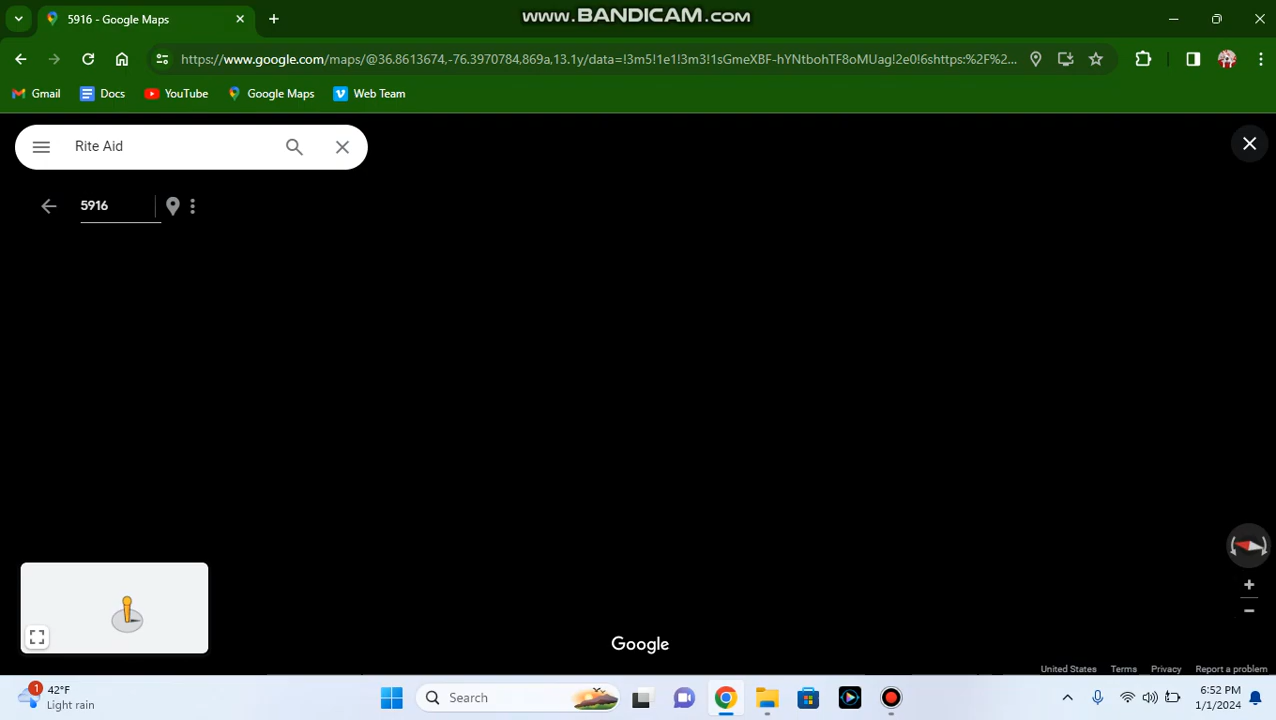 5916 - Google Maps
www.BANDICAM.com
https://www.google.com/maps/@36.8613674,-76.3970784,869a,13.1y/data=!3m5!1e1!3m3!1sGmeXBF-hYNtbohTF8oMUag!2e0!6shttps:%2F%2...
Gmail
Docs
YouTube
Google Maps
Web Team
Rite Aid
5916
Google
United States
Terms
Privacy
Report a problem
1
42°F
Light rain
Search
6:52 PM
1/1/2024